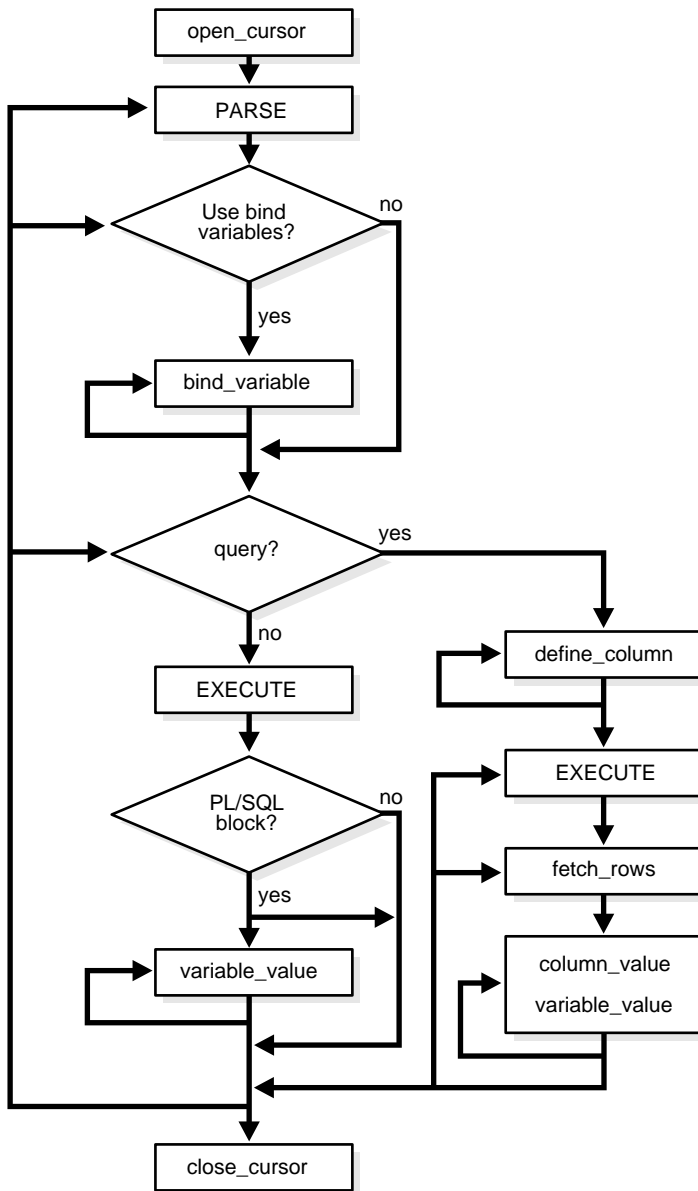 open_cursor
PARSE
Use bind
variables?
no
yes
bind_variable
query?
yes
no
define_column
EXECUTE
EXECUTE
PL/SQL
block?
no
yes
fetch_rows
variable_value
column_value
variable_value
close_cursor